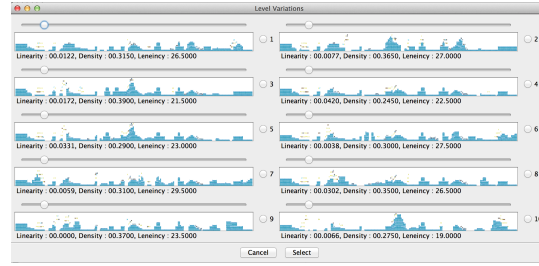 Level Variations
1
Linearity : 00.0122, Density : 00.3150, Leneincy : 26.5000
2
Linearity : 00.0077, Density : 00.3650, Leneincy : 27.0000
3
Linearity : 00.0172, Density : 00.3900, Leneincy : 21.5000
4
Linearity : 00.0420, Density : 00.2450, Leneincy : 22.5000
5
Linearity : 00.0331, Density : 00.2900, Leneincy : 23.0000
6
Linearity : 00.0038, Density : 00.3000, Leneincy : 27.5000
7
Linearity : 00.0059, Density : 00.3100, Leneincy : 29.5000
8
Linearity : 00.0302, Density : 00.3500, Leneincy : 26.5000
9
Linearity : 00.0000, Density : 00.3700, Leneincy : 23.5000
10
Linearity : 00.0066, Density : 00.2750, Leneincy : 19.0000
Cancel
Select